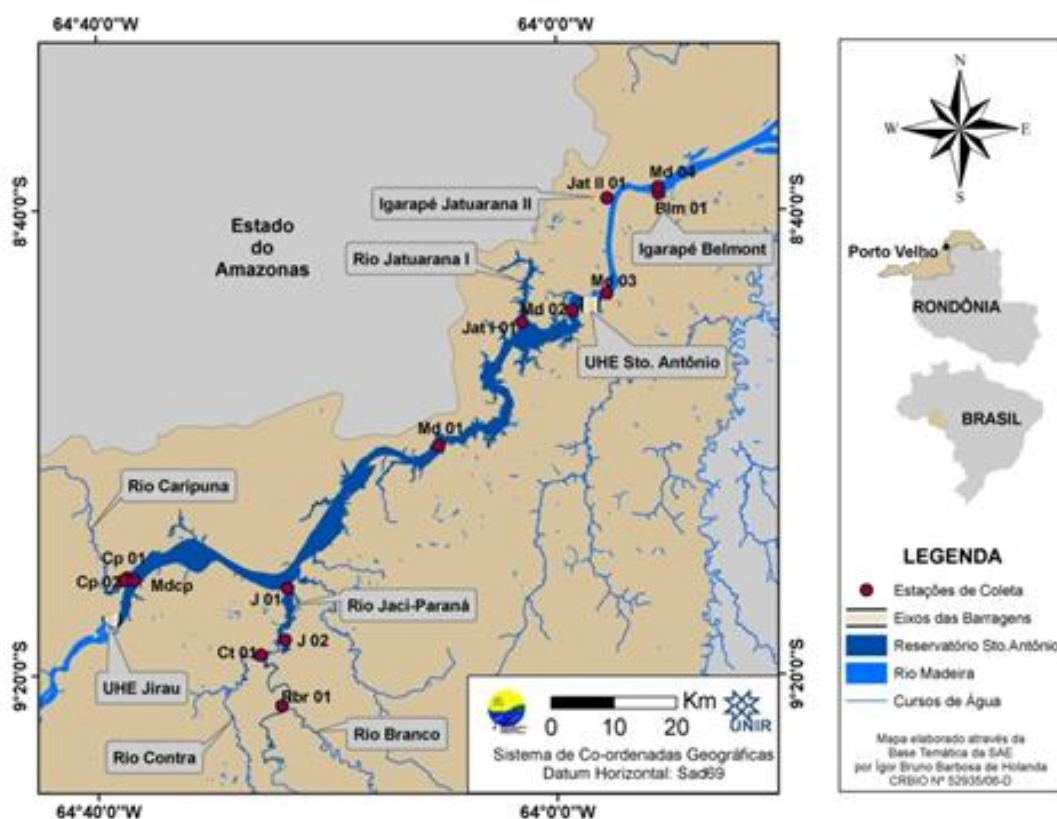 64°40'0"W
64°0'0"W
8°40'0"S
8°40'0"S
Estado
do
Amazonas
Jat II 01
Md 04
Blm 01
Igarapé Jatuarana II
Igarapé Belmont
Rio Jatuarana I
Md 03
Md 02
Jat I 01
UHE Sto. Antônio
Md 01
Rio Caripuna
Cp 01
Cp 02
Mdcp
J 01
Rio Jaci-Paraná
J 02
Ct 01
UHE Jirau
Rbr 01
Rio Branco
Rio Contra
9°20'0"S
9°20'0"S
Km
0 10 20
UNIR
Sistema de Co-ordenadas Geográficas
Datum Horizontal: Sad69
64°40'0"W
64°0'0"W
N
W
E
S
Porto Velho
RONDÔNIA
BRASIL
LEGENDA
Estações de Coleta
Eixos das Barragens
Reservatório Sto.Antônio
Rio Madeira
Cursos de Água
Mapa elaborado através da
Base Temática da SAE
por Ígor Bruno Barbosa de Holanda
CRBIO Nº 52935/06-D